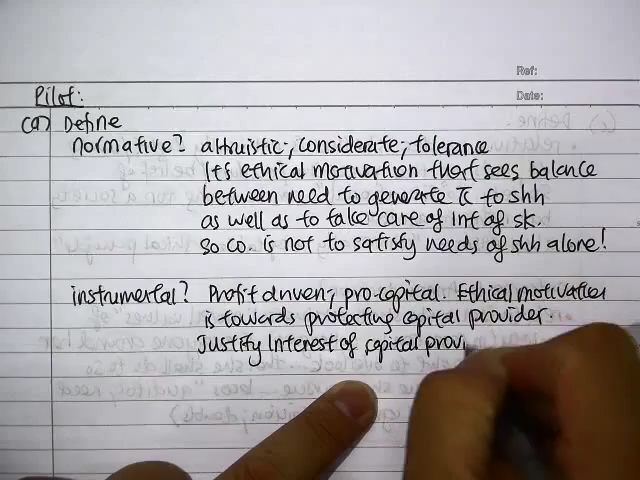 Ref:
Date:
Pilot:
(a) Define
normative? altruistic, considerate, tolerance
It's ethical motivation that sees balance
between need to generate π to shh
as well as to take care of int of sk.
so co. is not to satisfy needs of shh alone!
instrumental? Profit driven, pro-capital. Ethical motivation
is towards protecting capital provider.
Justify interest of capital provi